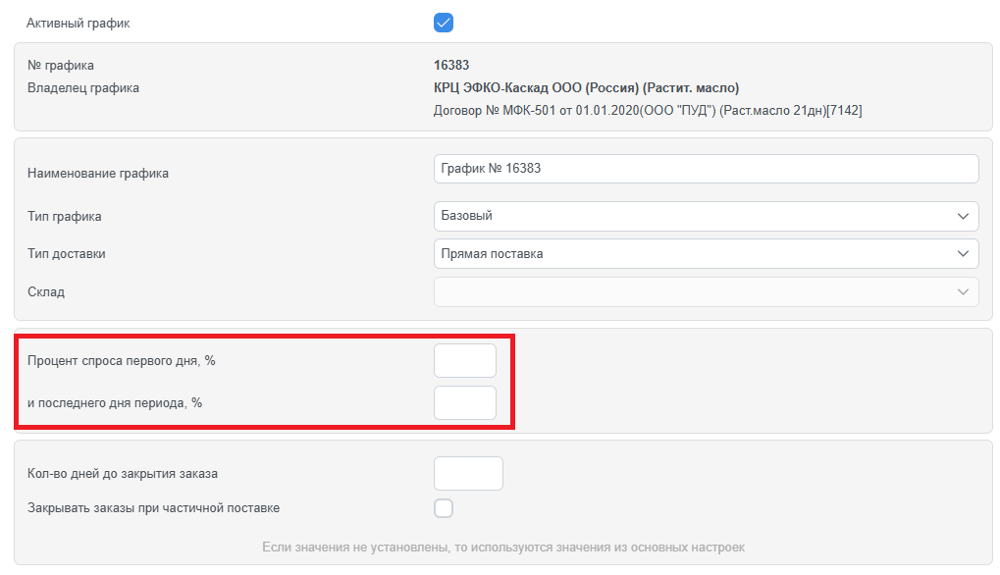 Активный график
№ графика 16383
Владелец графика КРЦ ЭФКО-Каскад ООО (Россия) (Растит. масло)
Договор № МФК-501 от 01.01.2020(ООО "ПУД") (Раст.масло 21дн)[7142]
Наименование графика График № 16383
Тип графика Базовый
Тип доставки Прямая поставка
Склад
Процент спроса первого дня, %
и последнего дня периода, %
Кол-во дней до закрытия заказа
Закрывать заказы при частичной поставке
Если значения не установлены, то используются значения из основных настроек